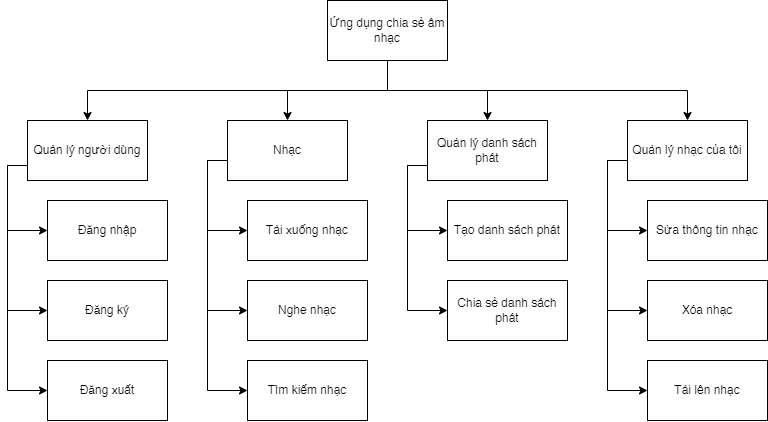 Ứng dụng chia sẻ âm
nhạc
Quản lý người dùng
Nhạc
Quản lý danh sách
phát
Quản lý nhạc của tôi
Đăng nhập
Tải xuống nhạc
Tạo danh sách phát
Sửa thông tin nhạc
Đăng ký
Nghe nhạc
Chia sẻ danh sách
phát
Xóa nhạc
Đăng xuất
Tìm kiếm nhạc
Tải lên nhạc